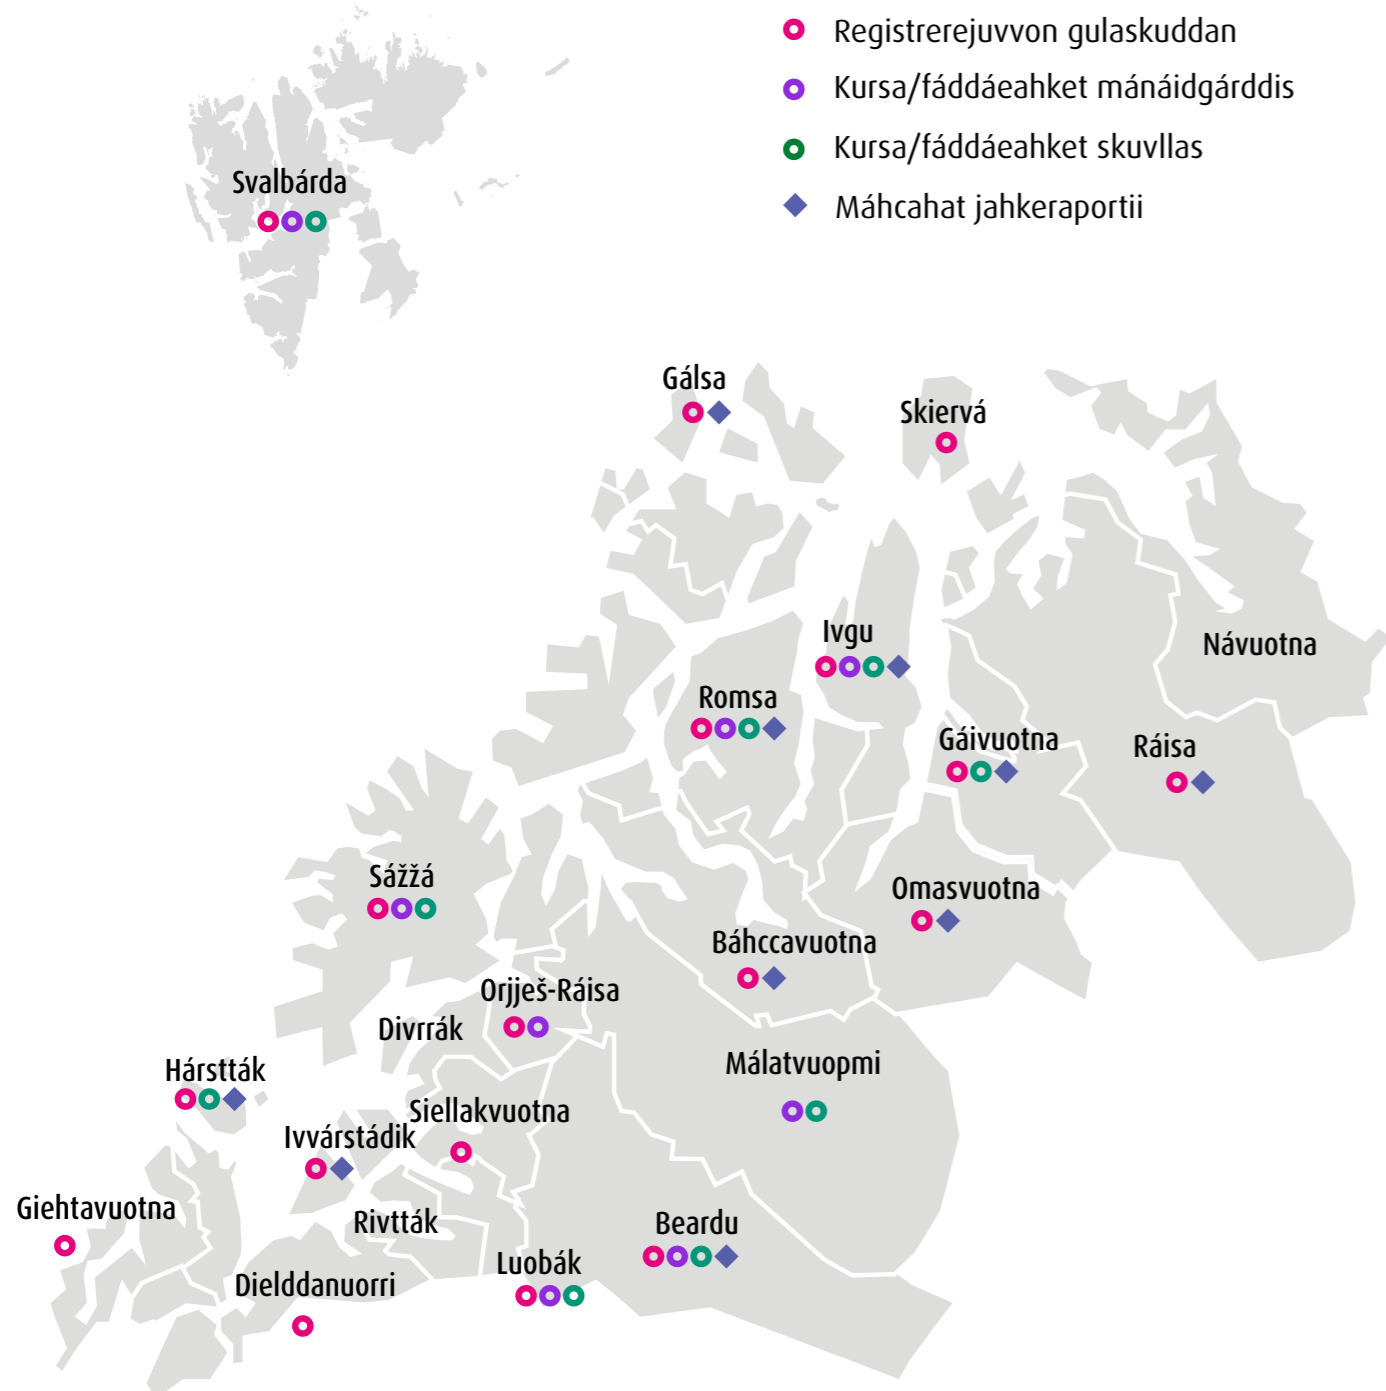 Registrerejuvvon gulaskuddan
Kursa/fáddáeahket mánáidgárddis
Kursa/fáddáeahket skuvllas
Máhcahat jahkeraportii
Svalbárda
Gálsa
Skiervá
Ivgu
Návuotna
Romsa
Gáivuotna
Ráisa
Sážžá
Omasvuotna
Báhccavuotna
Orjješ-Ráisa
Divrrák
Málatvuopmi
Hárstták
Siellakvuotna
Ivvárstádik
Giehtavuotna
Rivtták
Beardu
Luobák
Dielddanuorri